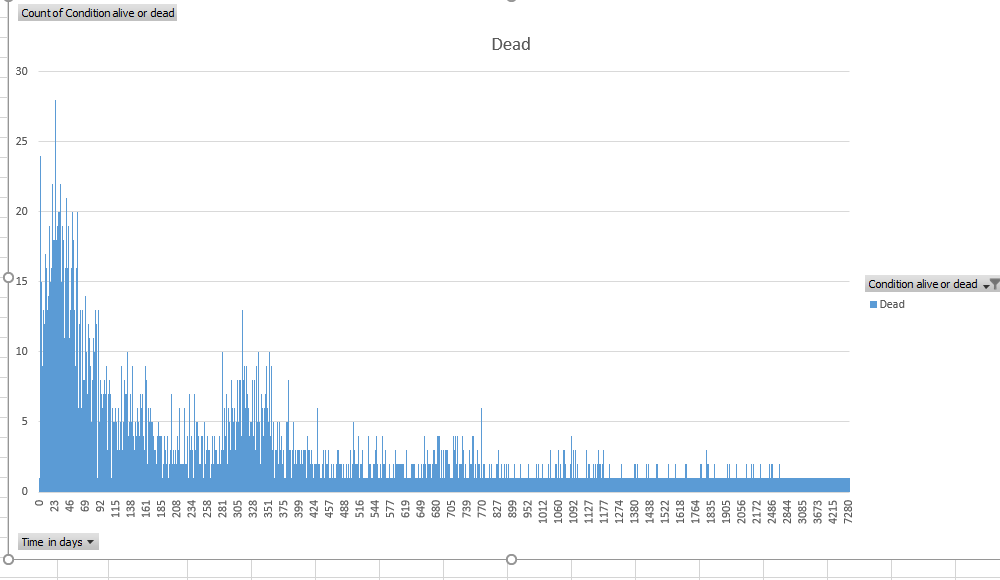 Count of Condition alive or dead
Dead
30
25
20
15
10
5
0
0 23 46 69 92 115 138 161 185 208 234 258 281 305 328 351 375 399 424 457 488 516 544 577 619 649 680 705 739 770 827 899 952 1012 1060 1092 1127 1177 1274 1380 1438 1522 1618 1764 1835 1905 2056 2172 2486 2844 3085 3673 4215 7280
Condition alive or dead
Dead
Time in days